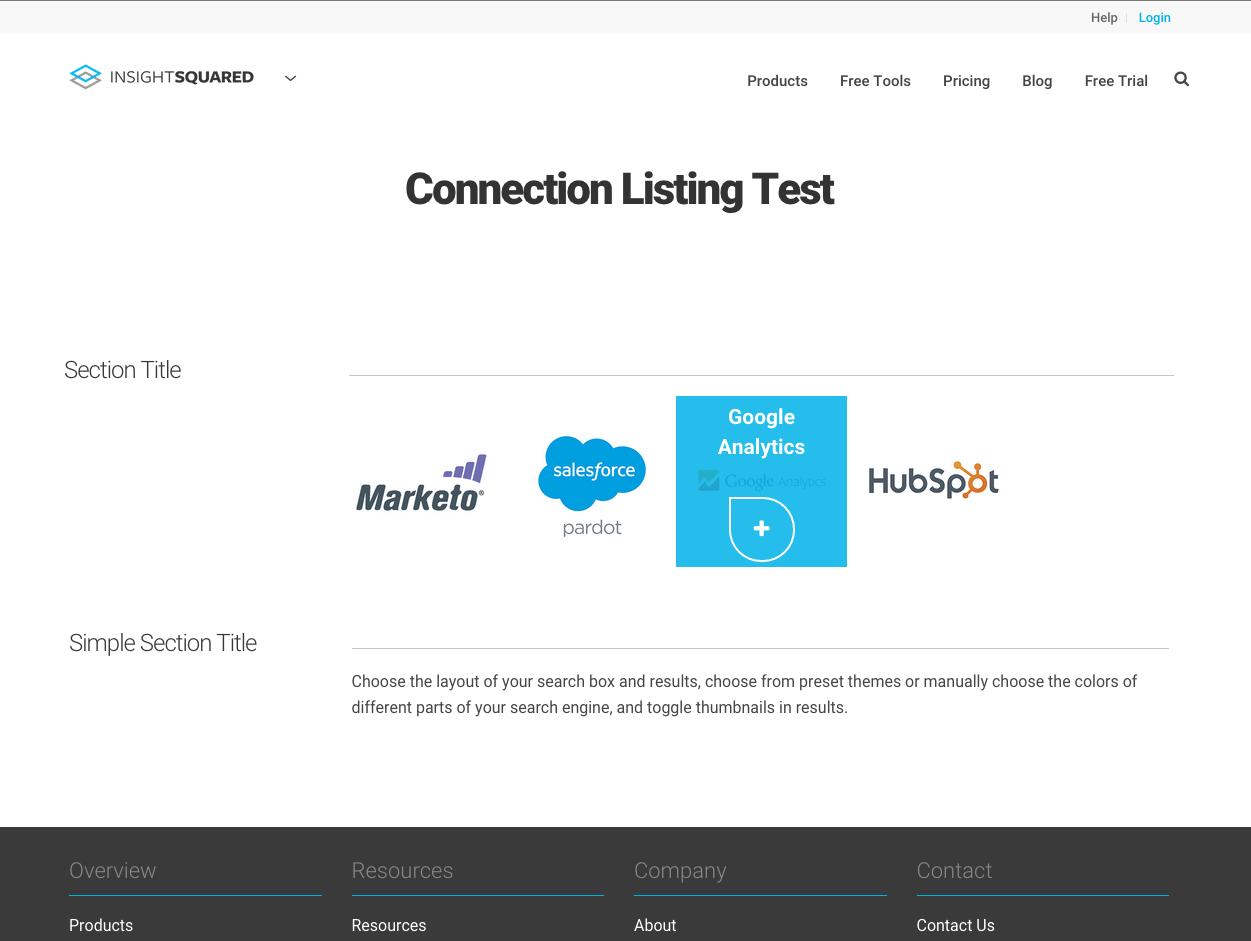 Help
Login
INSIGHTSQUARED
Products
Free Tools
Pricing
Blog
Free Trial
Connection Listing Test
Section Title
Marketo®
salesforce
pardot
Google
Analytics
Google Analytics
HubSpot
Simple Section Title
Choose the layout of your search box and results, choose from preset themes or manually choose the colors of
different parts of your search engine, and toggle thumbnails in results.
Overview
Resources
Company
Contact
Products
Resources
About
Contact Us